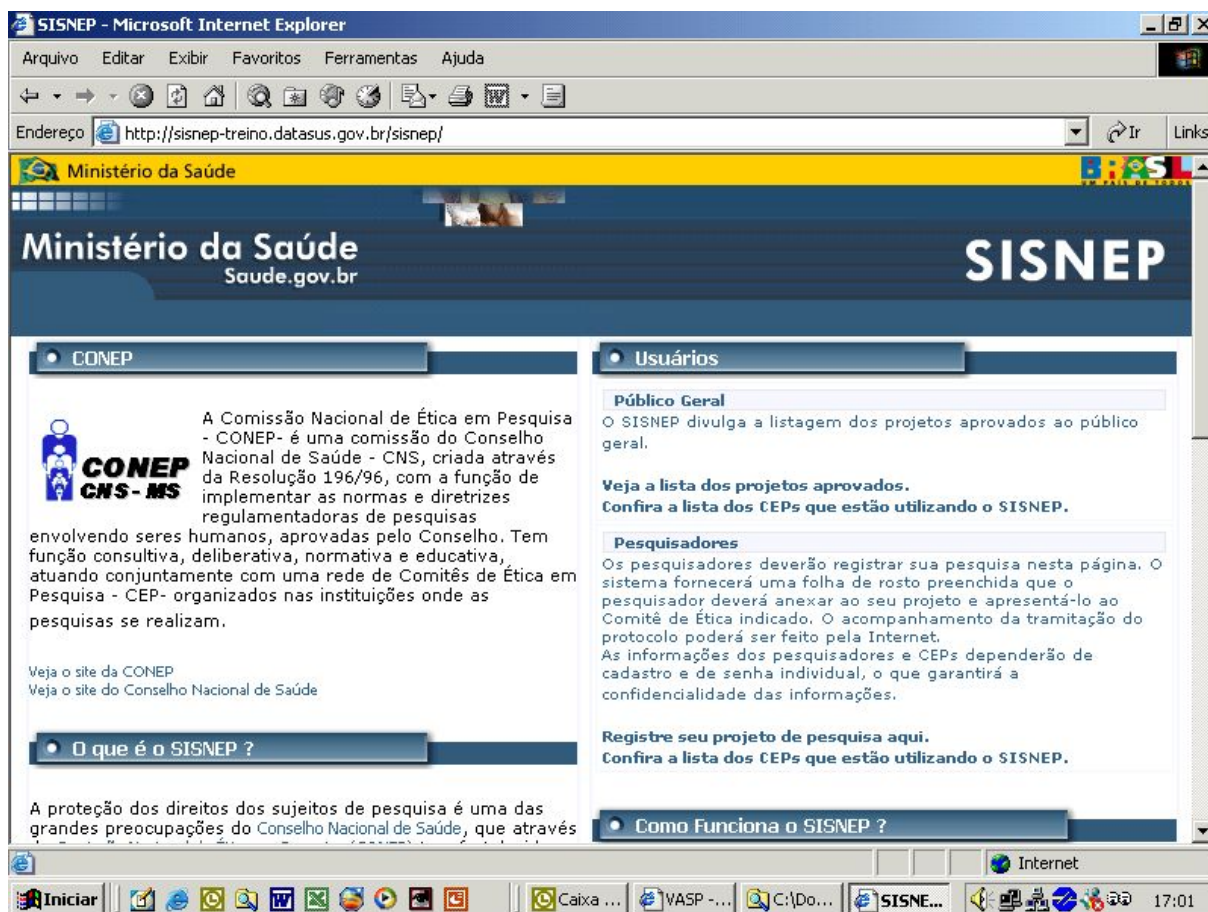 SISNEP - Microsoft Internet Explorer
Arquivo Editar Exibir Favoritos Ferramentas Ajuda
Endereço http://sisnep-treino.datasus.gov.br/sisnep/ Ir Links
Ministério da Saúde
BRASIL
UM PAÍS DE TODOS
Ministério da Saúde
Saude.gov.br
SISNEP
CONEP
CONEP
CNS - MS
A Comissão Nacional de Ética em Pesquisa
- CONEP- é uma comissão do Conselho
Nacional de Saúde - CNS, criada através
da Resolução 196/96, com a função de
implementar as normas e diretrizes
regulamentadoras de pesquisas
envolvendo seres humanos, aprovadas pelo Conselho. Tem
função consultiva, deliberativa, normativa e educativa,
atuando conjuntamente com uma rede de Comitês de Ética em
Pesquisa - CEP- organizados nas instituições onde as
pesquisas se realizam.
Veja o site da CONEP
Veja o site do Conselho Nacional de Saúde
O que é o SISNEP ?
A proteção dos direitos dos sujeitos de pesquisa é uma das
grandes preocupações do Conselho Nacional de Saúde, que através
Usuários
Público Geral
O SISNEP divulga a listagem dos projetos aprovados ao público
geral.
Veja a lista dos projetos aprovados.
Confira a lista dos CEPs que estão utilizando o SISNEP.
Pesquisadores
Os pesquisadores deverão registrar sua pesquisa nesta página. O
sistema fornecerá uma folha de rosto preenchida que o
pesquisador deverá anexar ao seu projeto e apresentá-lo ao
Comitê de Ética indicado. O acompanhamento da tramitação do
protocolo poderá ser feito pela Internet.
As informações dos pesquisadores e CEPs dependerão de
cadastro e de senha individual, o que garantirá a
confidencialidade das informações.
Registre seu projeto de pesquisa aqui.
Confira a lista dos CEPs que estão utilizando o SISNEP.
Como Funciona o SISNEP ?
Internet
Iniciar Caixa ... VASP -... C:\Do... SISNE... 17:01